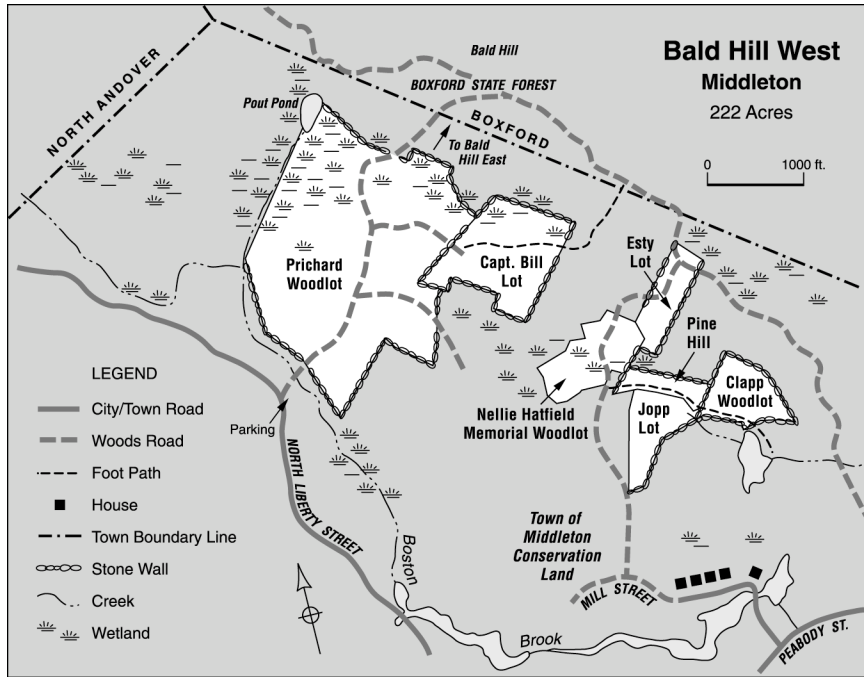 Bald Hill West
Middleton
222 Acres
0 1000 ft.
NORTH ANDOVER
Bald Hill
BOXFORD STATE FOREST
BOXFORD
Pout Pond
To Bald
Hill East
Prichard
Woodlot
Capt. Bill
Lot
Esty
Lot
Pine
Hill
Clapp
Woodlot
Jopp
Lot
Nellie Hatfield
Memorial Woodlot
Parking
NORTH LIBERTY STREET
Town of
Middleton
Conservation
Land
MILL STREET
PEABODY ST.
Boston
Brook
LEGEND
City/Town Road
Woods Road
Foot Path
House
Town Boundary Line
Stone Wall
Creek
Wetland